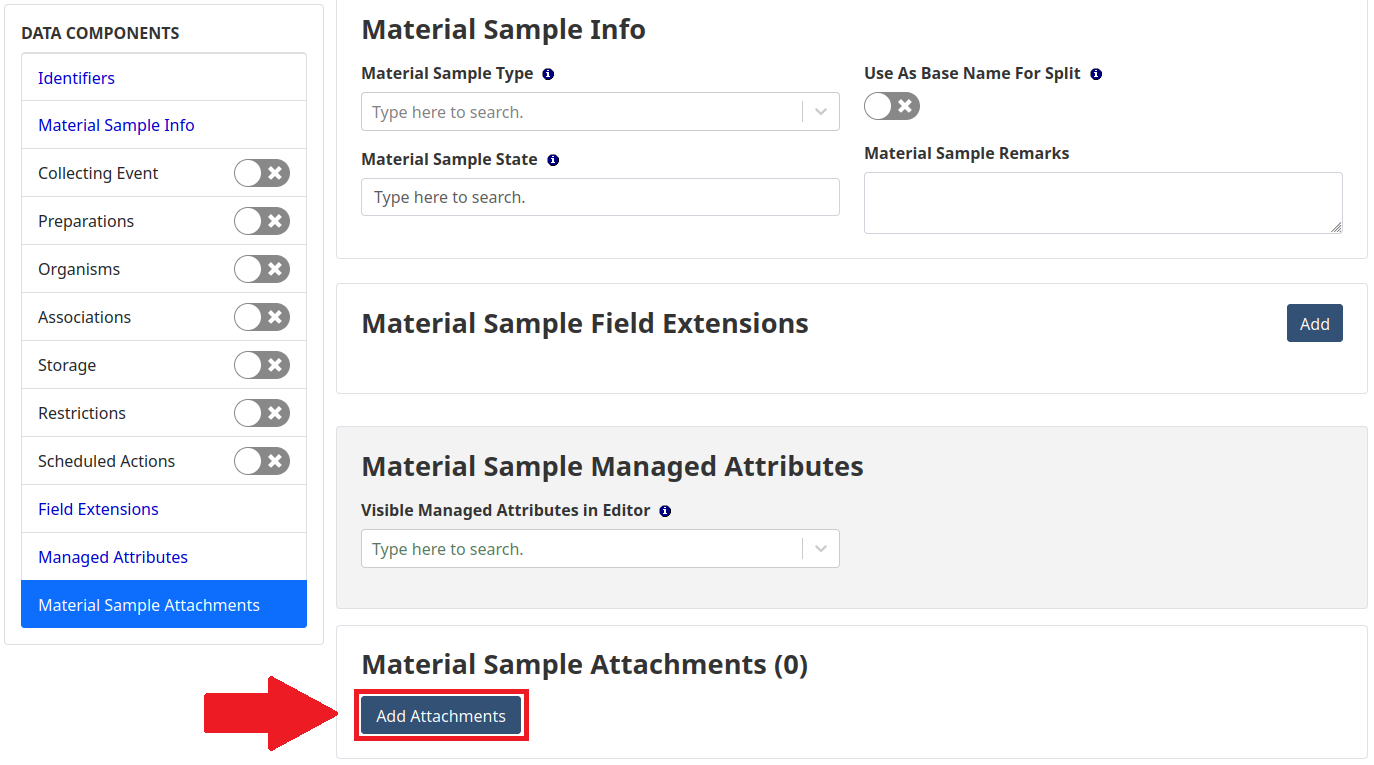 DATA COMPONENTS
Identifiers
Material Sample Info
Collecting Event
Preparations
Organisms
Associations
Storage
Restrictions
Scheduled Actions
Field Extensions
Managed Attributes
Material Sample Attachments
Material Sample Info
Material Sample Type
Type here to search.
Material Sample State
Type here to search.
Use As Base Name For Split
Material Sample Remarks
Material Sample Field Extensions
Add
Material Sample Managed Attributes
Visible Managed Attributes in Editor
Type here to search.
Material Sample Attachments (0)
Add Attachments